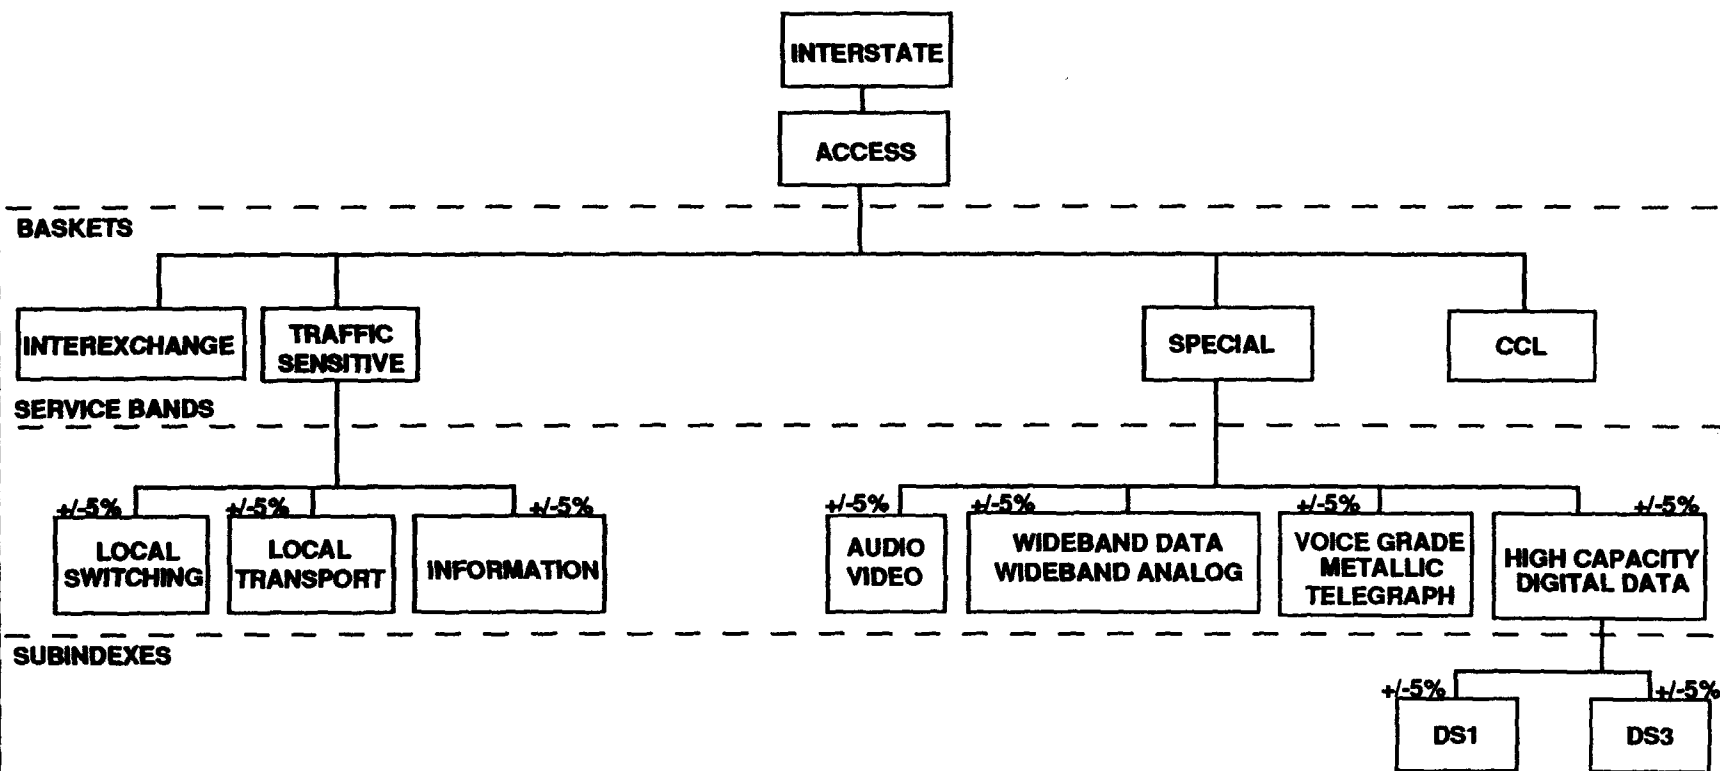 INTERSTATE
ACCESS
BASKETS
INTEREXCHANGE
TRAFFIC
SENSITIVE
SPECIAL
CCL
SERVICE BANDS
+/-5%
LOCAL
SWITCHING
+/-5%
LOCAL
TRANSPORT
+/-5%
INFORMATION
+/-5%
AUDIO
VIDEO
+/-5%
WIDEBAND DATA
WIDEBAND ANALOG
+/-5%
VOICE GRADE
METALLIC
TELEGRAPH
+/-5%
HIGH CAPACITY
DIGITAL DATA
SUBINDEXES
+/-5%
DS1
+/-5%
DS3